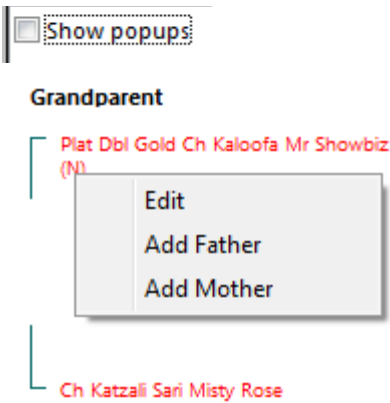 Show popups
Grandparent
Plat Dbl Gold Ch Kaloofa Mr Showbiz
(N)
Edit
Add Father
Add Mother
Ch Katzali Sari Misty Rose